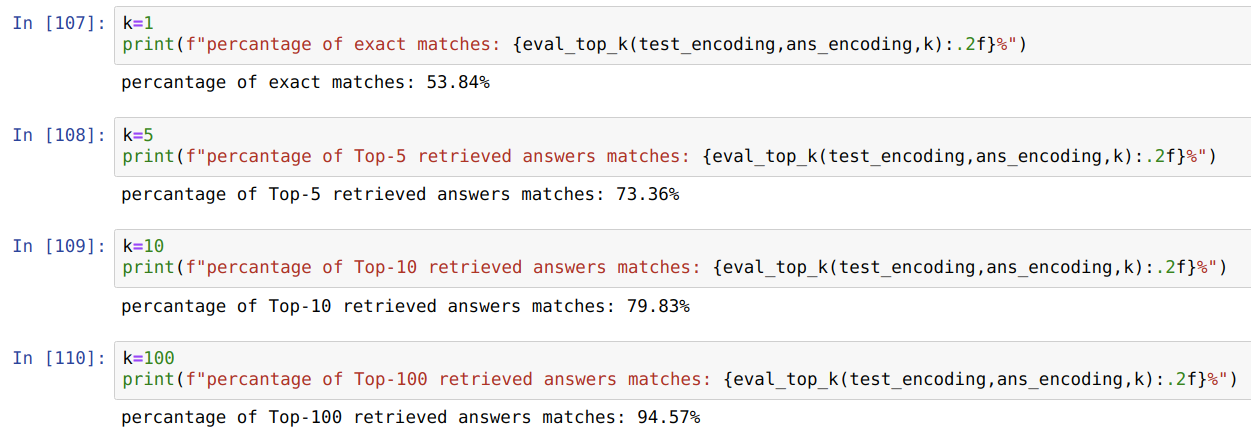 In [107]: k=1
print(f"percantage of exact matches: {eval_top_k(test_encoding,ans_encoding,k):.2f}%")
percantage of exact matches: 53.84%
In [108]: k=5
print(f"percantage of Top-5 retrieved answers matches: {eval_top_k(test_encoding,ans_encoding,k):.2f}%")
percantage of Top-5 retrieved answers matches: 73.36%
In [109]: k=10
print(f"percantage of Top-10 retrieved answers matches: {eval_top_k(test_encoding,ans_encoding,k):.2f}%")
percantage of Top-10 retrieved answers matches: 79.83%
In [110]: k=100
print(f"percantage of Top-100 retrieved answers matches: {eval_top_k(test_encoding,ans_encoding,k):.2f}%")
percantage of Top-100 retrieved answers matches: 94.57%